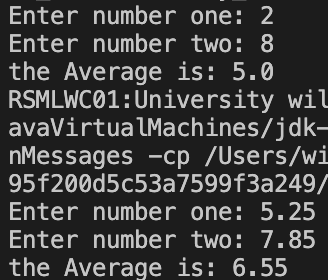 Enter number one: 2
Enter number two: 8
the Average is: 5.0
RSMLWC01:University wil
avaVirtualMachines/jdk-
nMessages -cp /Users/wi
95f200d5c53a7599f3a249/
Enter number one: 5.25
Enter number two: 7.85
the Average is: 6.55